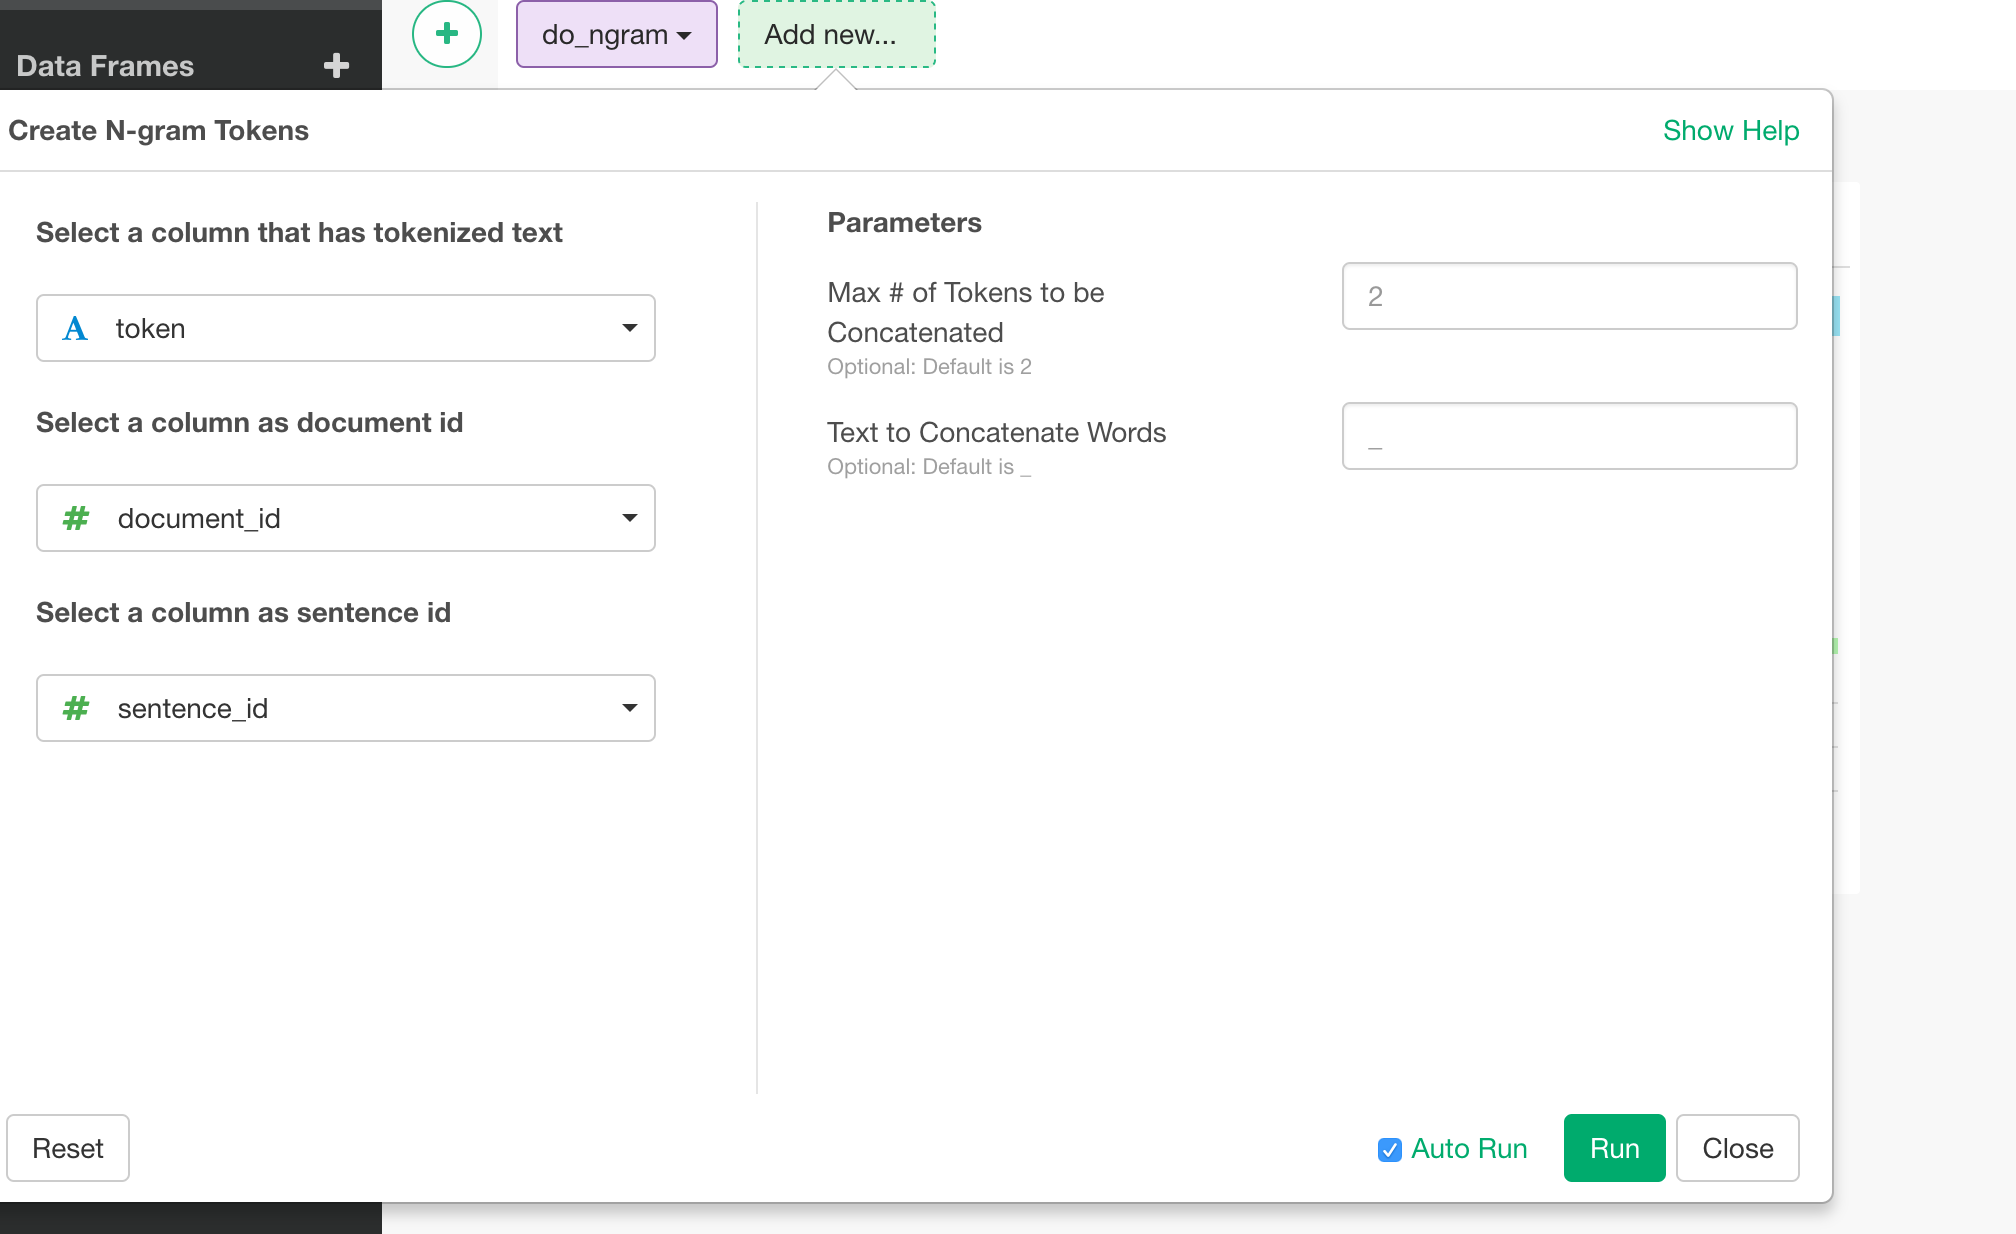 Data Frames
do_ngram
Add new...
Create N-gram Tokens
Show Help
Select a column that has tokenized text
A token
Select a column as document id
# document_id
Select a column as sentence id
# sentence_id
Parameters
Max # of Tokens to be
Concatenated
Optional: Default is 2
2
Text to Concatenate Words
Optional: Default is _
_
Reset
Auto Run
Run
Close